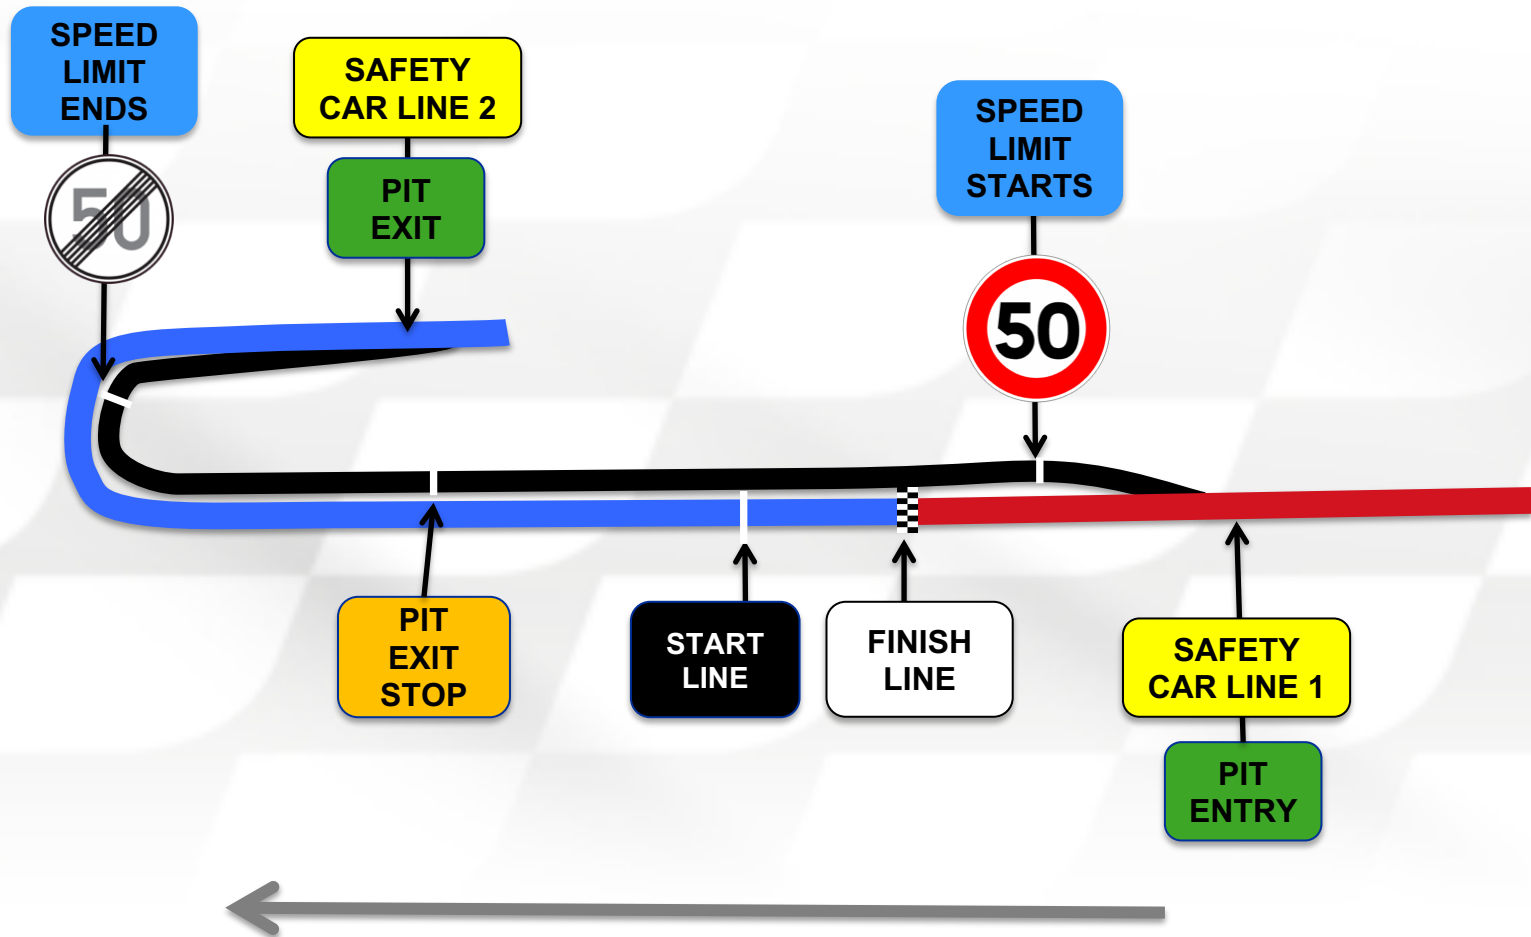 SPEED
LIMIT
ENDS
50
SAFETY
CAR LINE 2
PIT
EXIT
SPEED
LIMIT
STARTS
50
PIT
EXIT
STOP
START
LINE
FINISH
LINE
SAFETY
CAR LINE 1
PIT
ENTRY